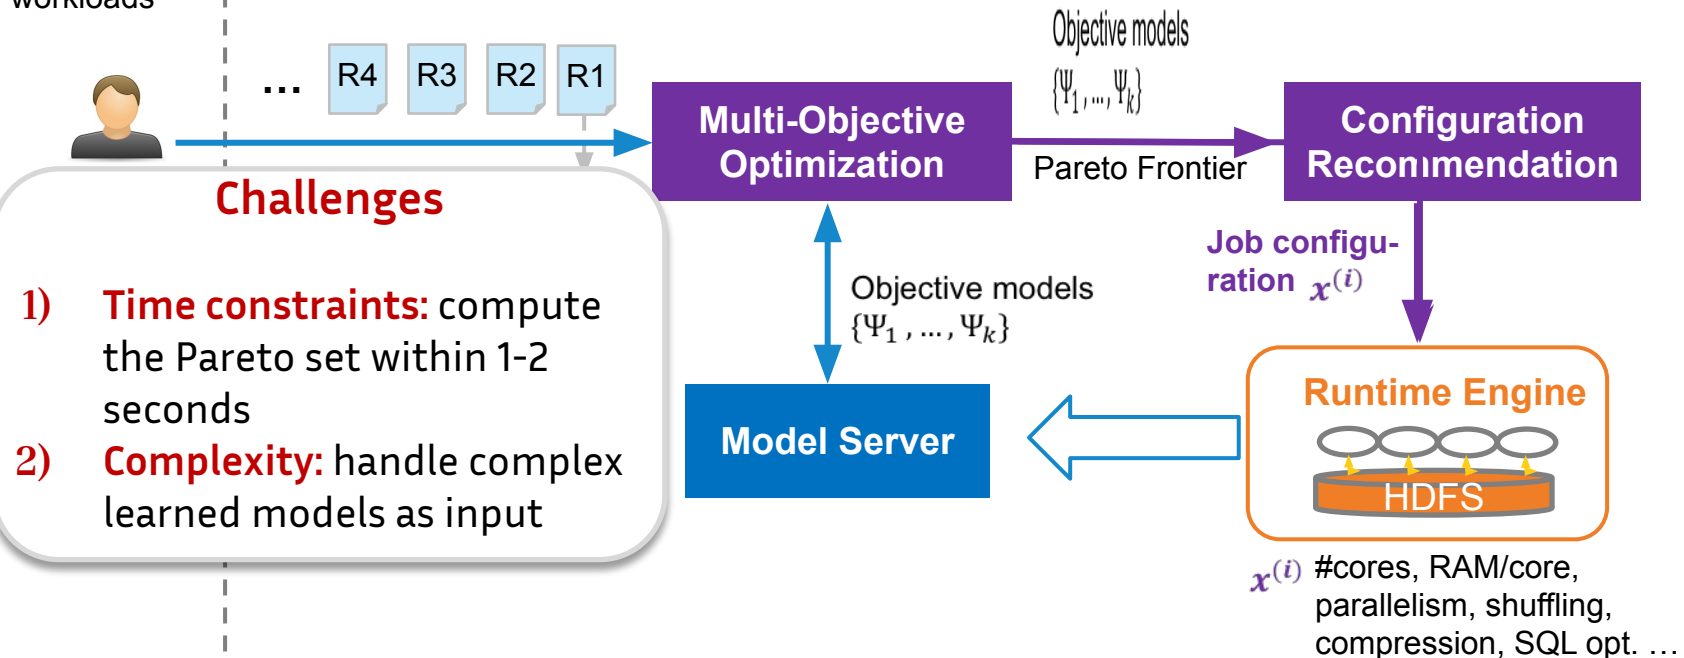 workloads
... R4 R3 R2 R1
Objective models
{Ψ₁ , ... , Ψₖ}
Multi-Objective
Optimization
Pareto Frontier
Configuration
Recommendation
Challenges
1) Time constraints: compute
the Pareto set within 1-2
seconds
2) Complexity: handle complex
learned models as input
Objective models
{Ψ₁ , ... , Ψₖ}
Model Server
Job configu-
ration x⁽ⁱ⁾
Runtime Engine
HDFS
x⁽ⁱ⁾ #cores, RAM/core,
parallelism, shuffling,
compression, SQL opt. ...